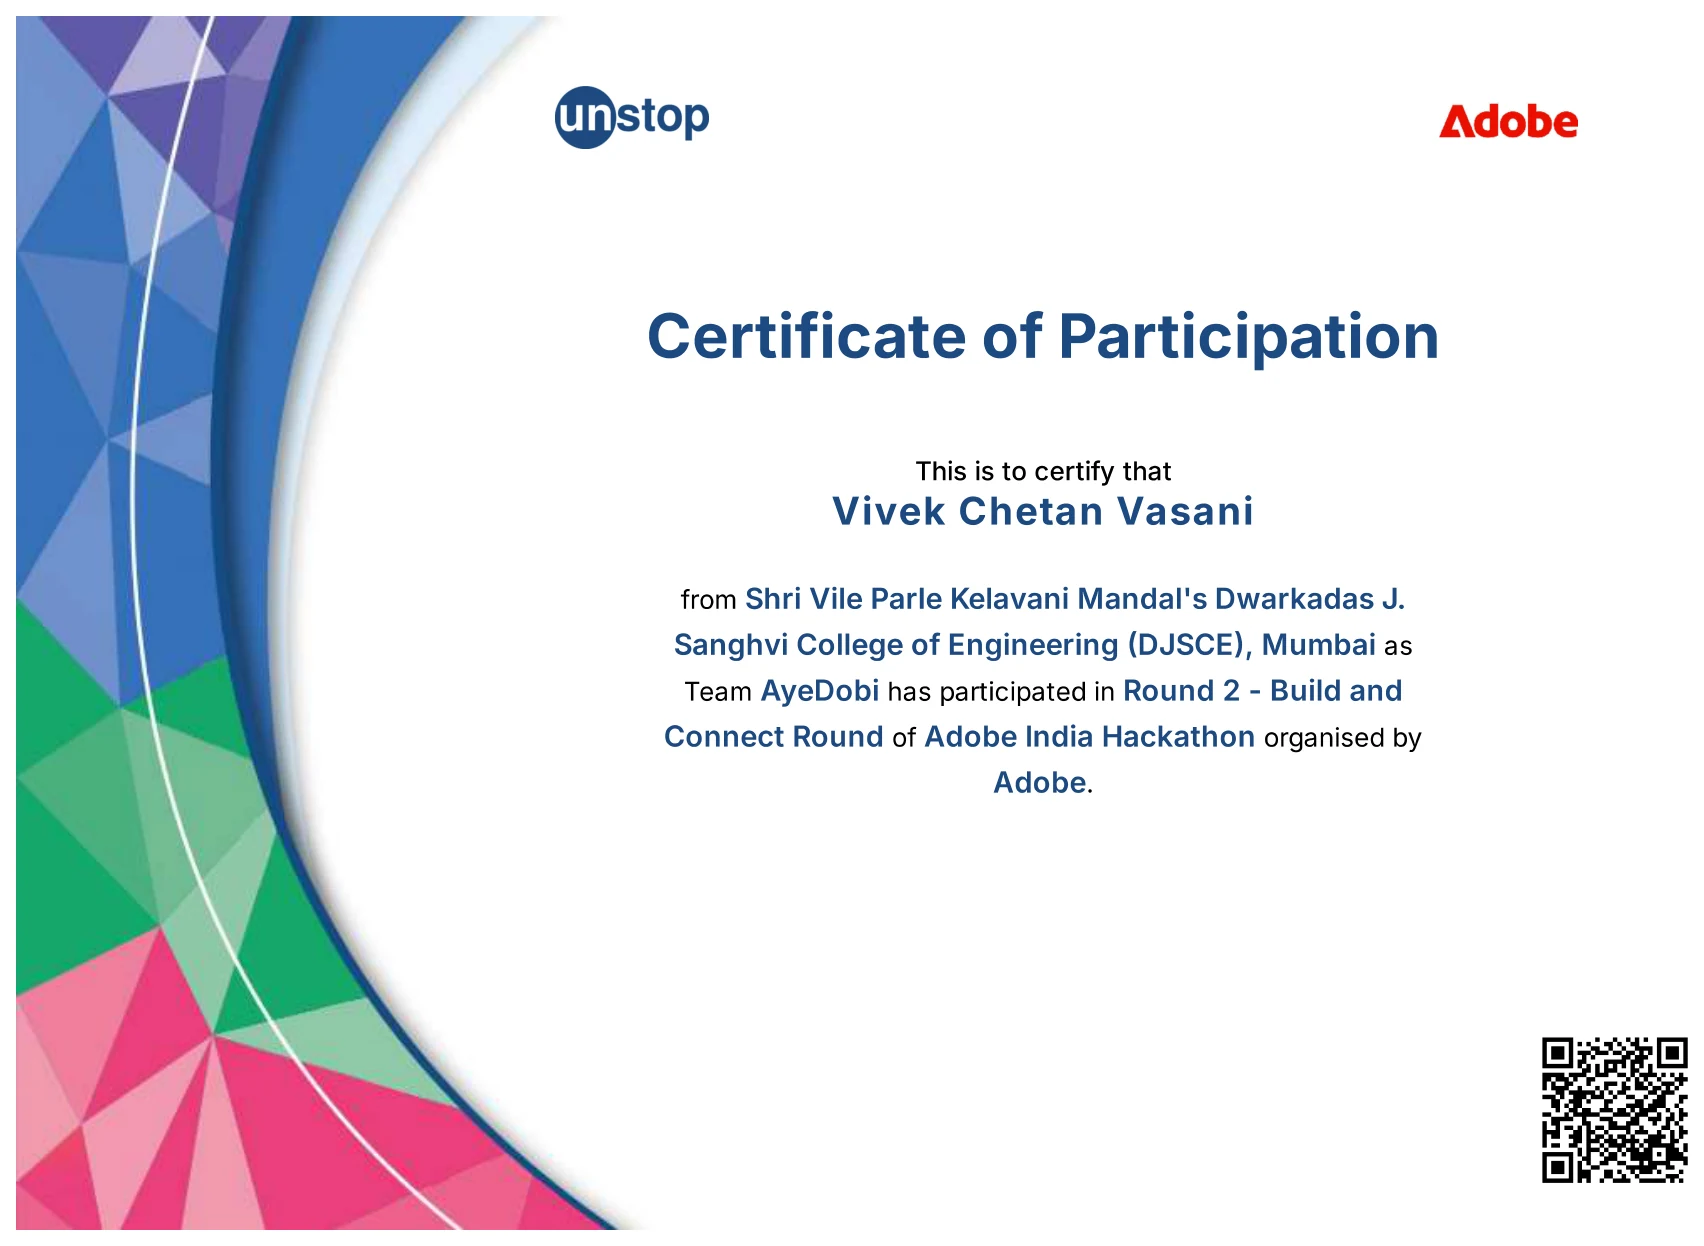 unstop
Adobe
Certificate of Participation
This is to certify that
Vivek Chetan Vasani
from Shri Vile Parle Kelavani Mandal's Dwarkadas J.
Sanghvi College of Engineering (DJSCE), Mumbai as
Team AyeDobi has participated in Round 2 - Build and
Connect Round of Adobe India Hackathon organised by
Adobe.